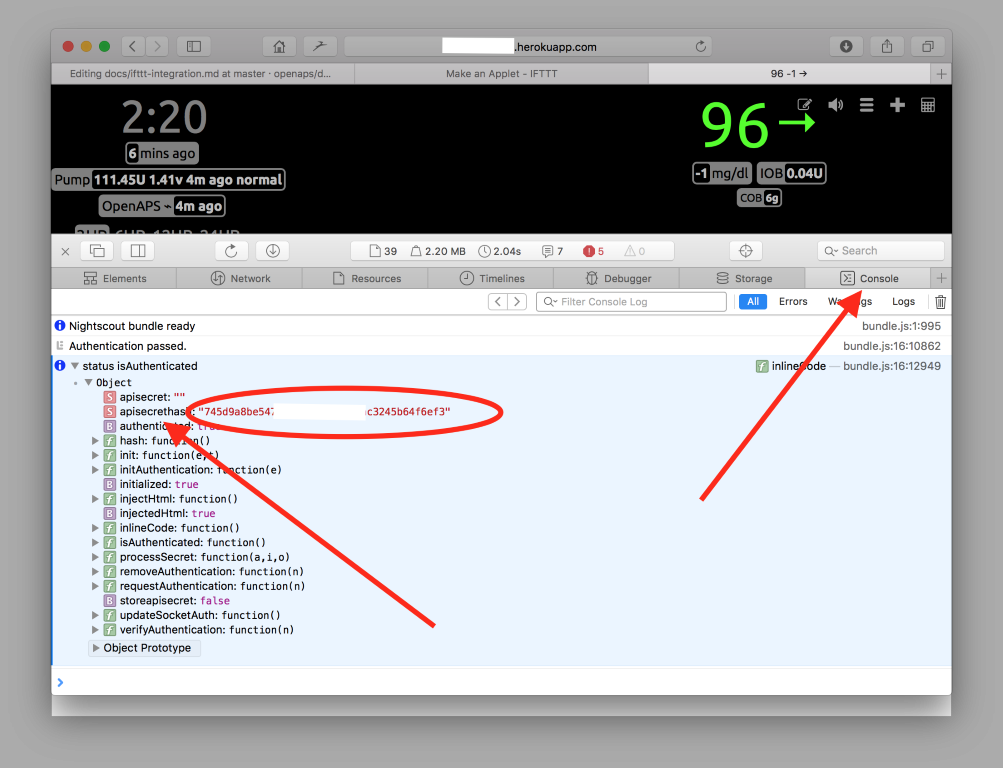 .herokuapp.com
Editing docs/ifttt-integration.md at master · openaps/d...
Make an Applet - IFTTT
96 -1 →
2:20
6 mins ago
Pump 111.45U 1.41v 4m ago normal
OpenAPS ⌁ 4m ago
96 →
-1 mg/dl IOB 0.04U
COB 6g
39 2.20 MB 2.04s 7 5 0 Search
Elements Network Resources Timelines Debugger Storage Console
Filter Console Log All Errors Logs
Nightscout bundle ready bundle.js:1:995
Authentication passed. bundle.js:16:10862
status isAuthenticated inlineCode — bundle.js:16:12949
Object
S apisecret: ""
S apisecrethash: "745d9a8be547 c3245b64f6ef3"
B authenticated: true
f hash: function()
f init: function(e,t)
f initAuthentication: function(e)
B initialized: true
f injectHtml: function()
B injectedHtml: true
f inlineCode: function()
f isAuthenticated: function()
f processSecret: function(a,i,o)
f removeAuthentication: function(n)
f requestAuthentication: function(n)
B storeapisecret: false
f updateSocketAuth: function()
f verifyAuthentication: function(n)
Object Prototype